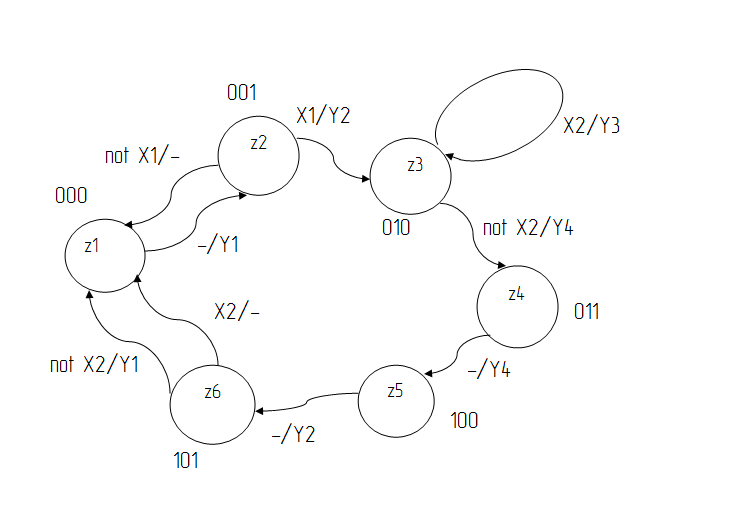 001
X1/Y2
z2
X2/Y3
not X1/–
z3
000
010
not X2/Y4
z1
–/Y1
z4
X2/–
011
not X2/Y1
–/Y4
z6
z5
100
–/Y2
101